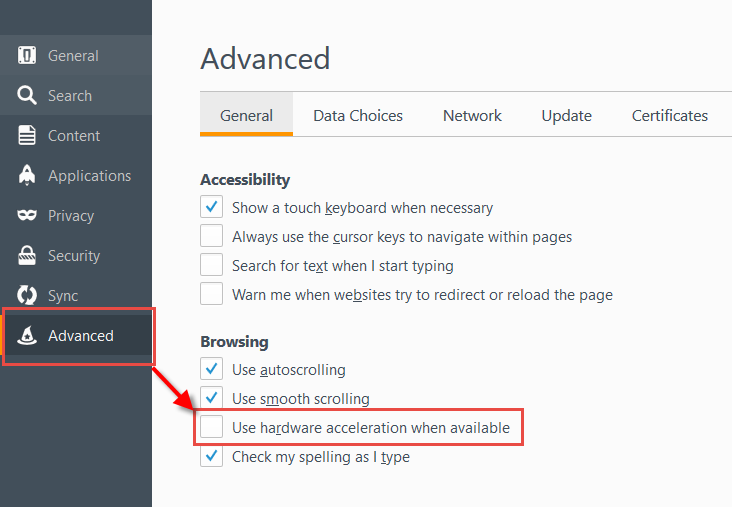 General
Search
Content
Applications
Privacy
Security
Sync
Advanced
Advanced
General Data Choices Network Update Certificates
Accessibility
Show a touch keyboard when necessary
Always use the cursor keys to navigate within pages
Search for text when I start typing
Warn me when websites try to redirect or reload the page
Browsing
Use autoscrolling
Use smooth scrolling
Use hardware acceleration when available
Check my spelling as I type